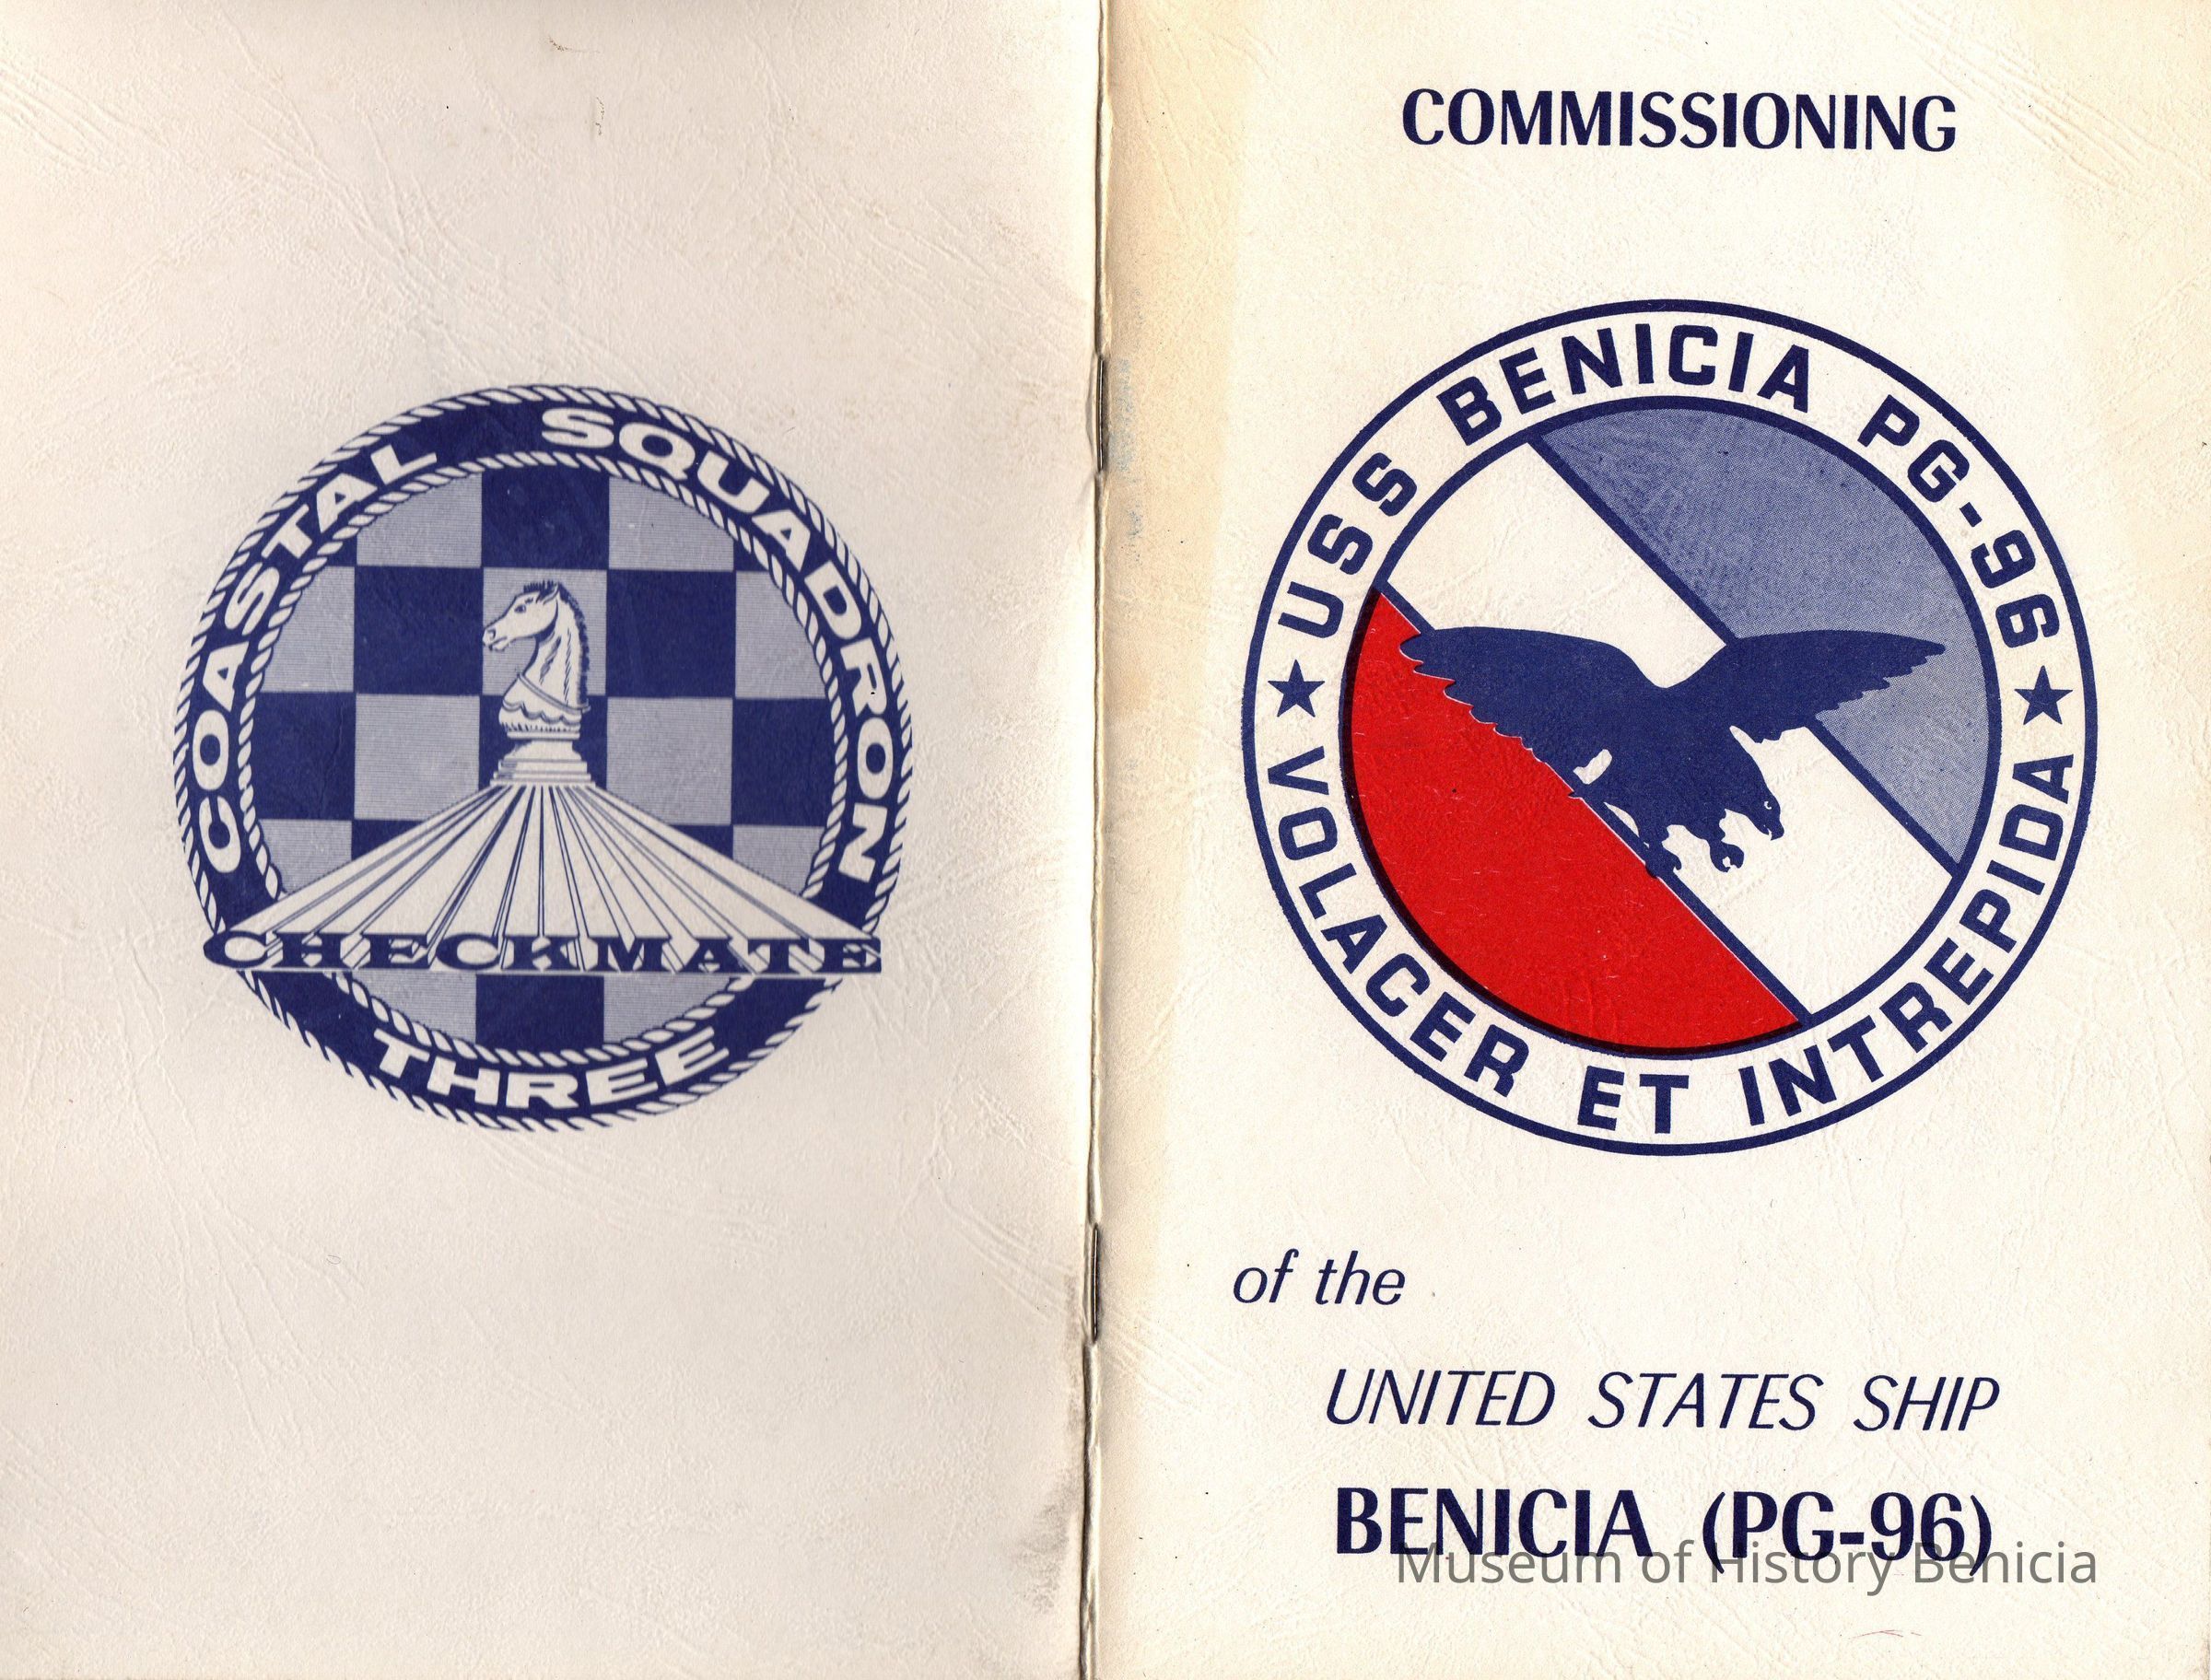 COASTAL SQUADRON
CHECKMATE
THREE
COMMISSIONING
USS BENICIA PG-96
VOLACER ET INTREPIDA
of the
UNITED STATES SHIP
BENICIA (PG-96)
Museum of History Benicia